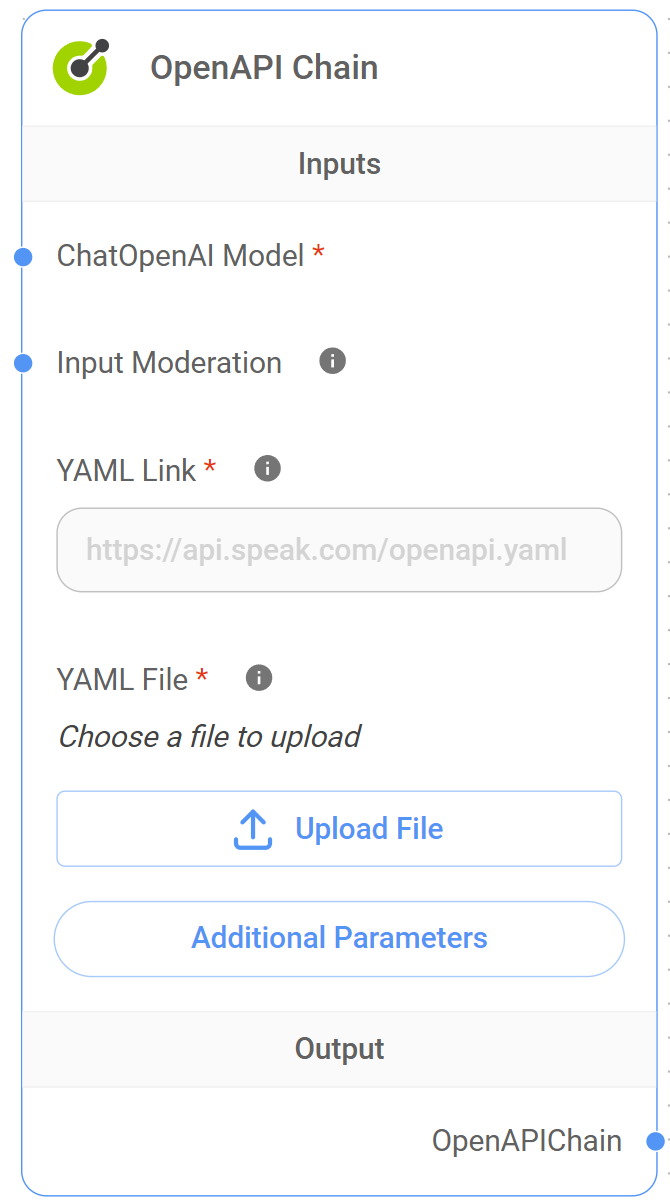 OpenAPI Chain
Inputs
ChatOpenAI Model *
Input Moderation
YAML Link *
https://api.speak.com/openapi.yaml
YAML File *
Choose a file to upload
Upload File
Additional Parameters
Output
OpenAPIChain